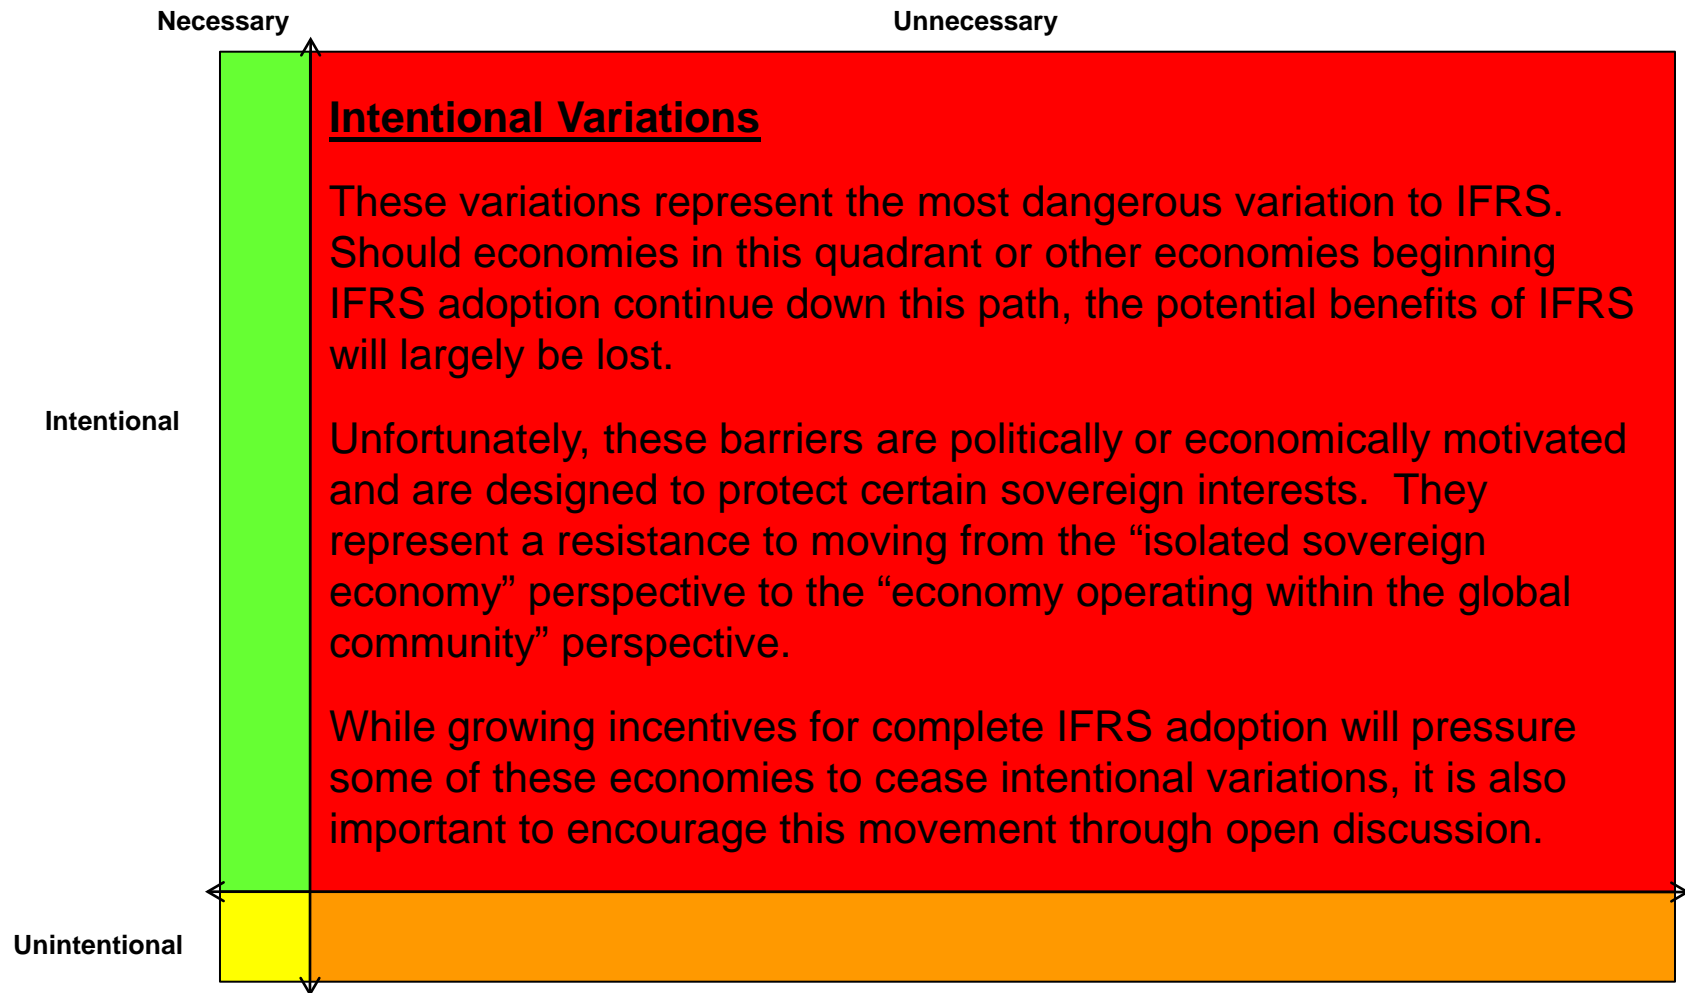 Necessary
Unnecessary
Intentional Variations
These variations represent the most dangerous variation to IFRS.
Should economies in this quadrant or other economies beginning
IFRS adoption continue down this path, the potential benefits of IFRS
will largely be lost.
Intentional
Unfortunately, these barriers are politically or economically motivated
and are designed to protect certain sovereign interests.  They
represent a resistance to moving from the “isolated sovereign
economy” perspective to the “economy operating within the global
community” perspective.
While growing incentives for complete IFRS adoption will pressure
some of these economies to cease intentional variations, it is also
important to encourage this movement through open discussion.
Unintentional